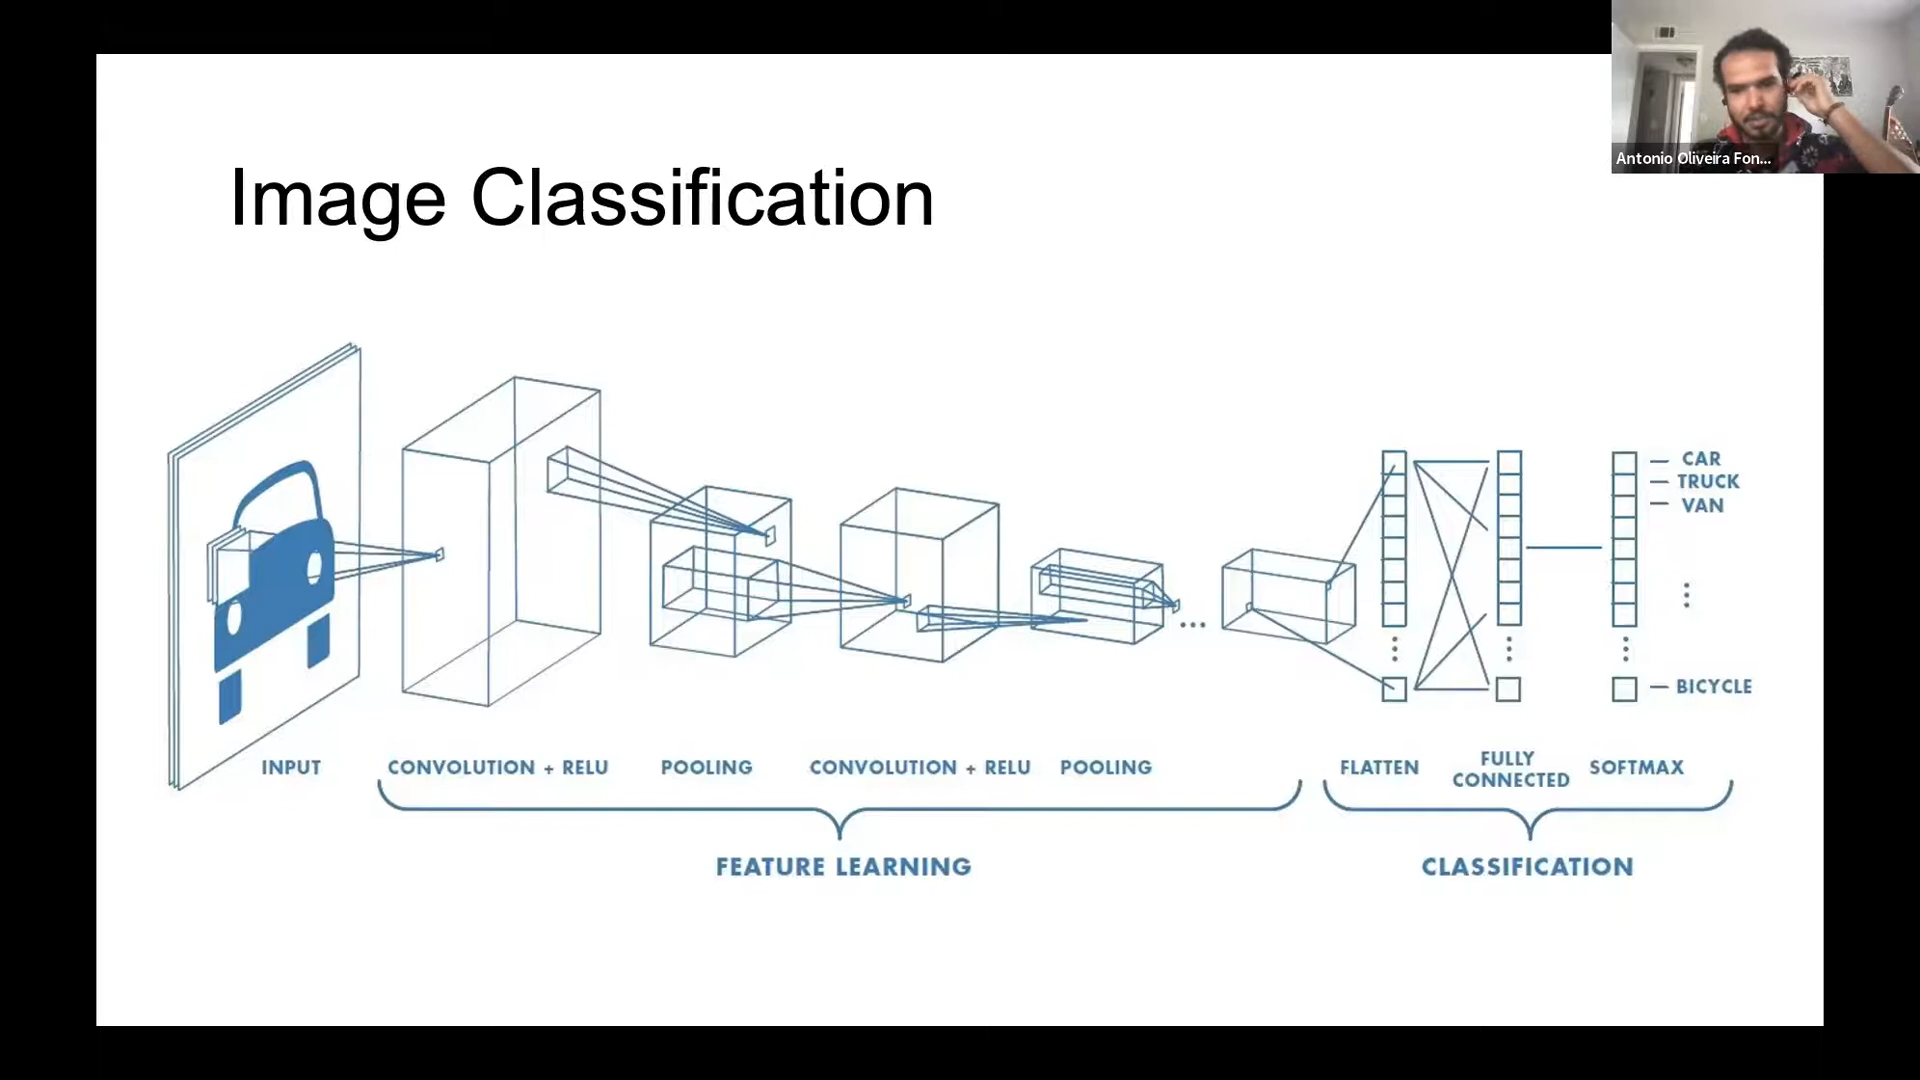 Antonio Oliveira Fon...
Image Classification
CAR
TRUCK
VAN
BICYCLE
INPUT
CONVOLUTION + RELU
POOLING
CONVOLUTION + RELU
POOLING
FLATTEN
FULLY
CONNECTED
SOFTMAX
FEATURE LEARNING
CLASSIFICATION